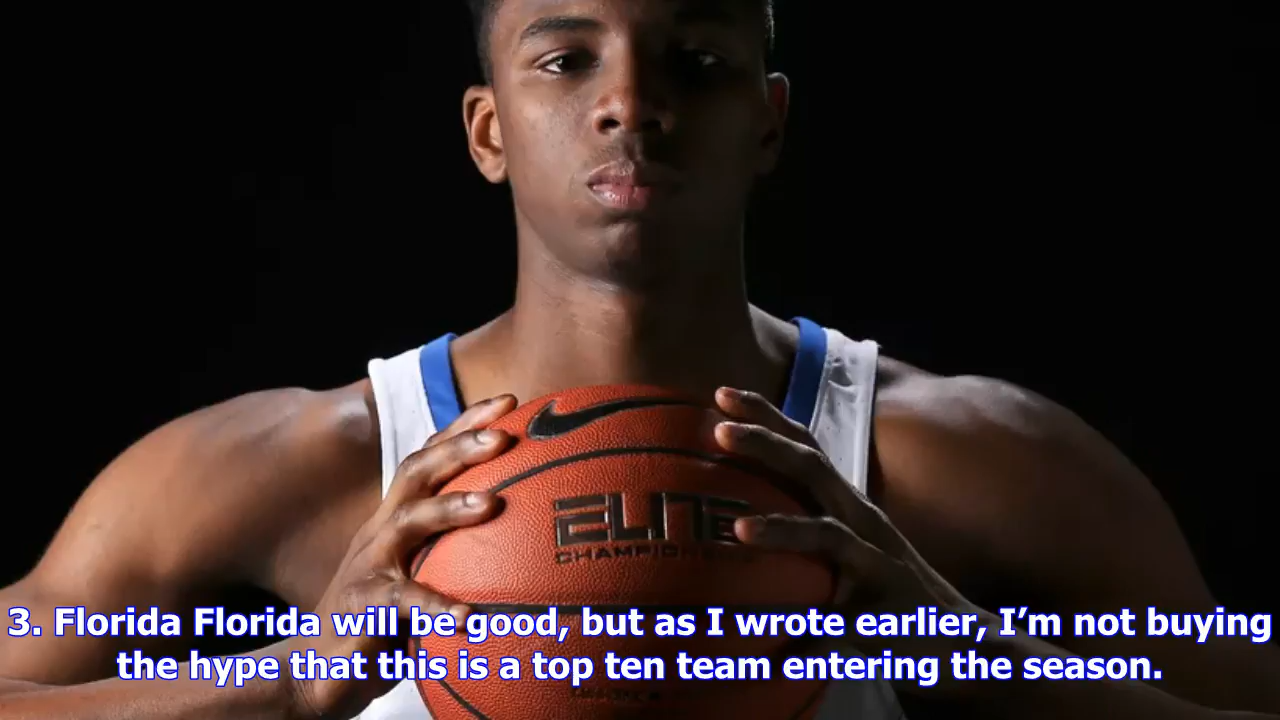 ELITE
3. Florida Florida will be good, but as I wrote earlier, I’m not buying
the hype that this is a top ten team entering the season.